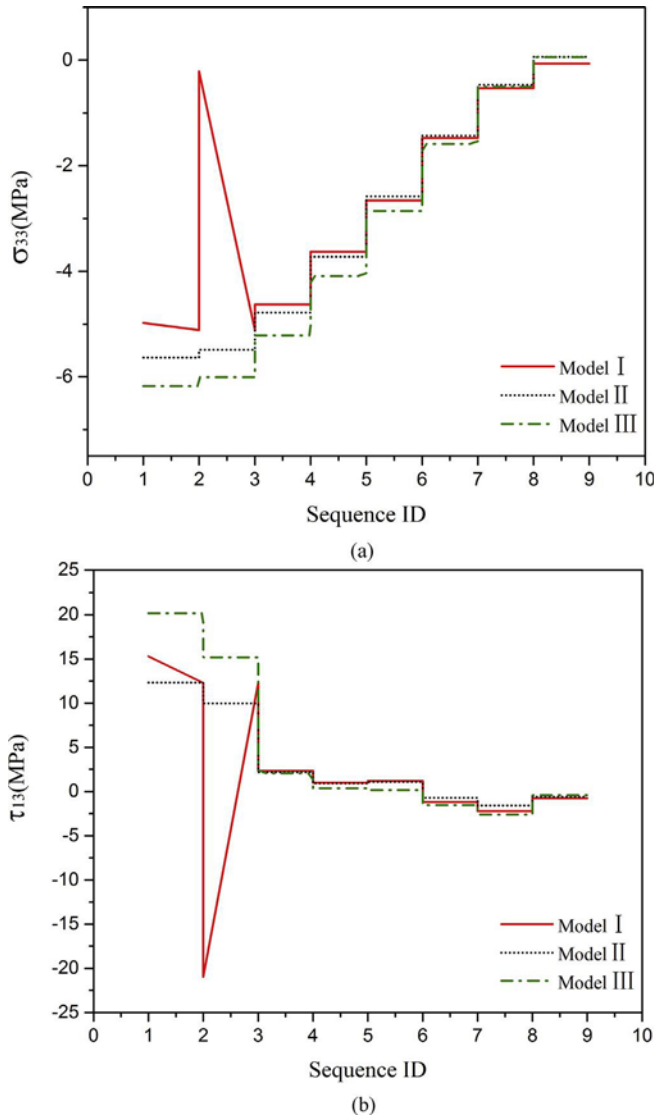 0
-2
-4
-6
σ33(MPa)
Model Ⅰ
Model Ⅱ
Model Ⅲ
0 1 2 3 4 5 6 7 8 9 10
Sequence ID
(a)
25
20
15
10
5
0
-5
-10
-15
-20
-25
τ13(MPa)
Model Ⅰ
Model Ⅱ
Model Ⅲ
0 1 2 3 4 5 6 7 8 9 10
Sequence ID
(b)